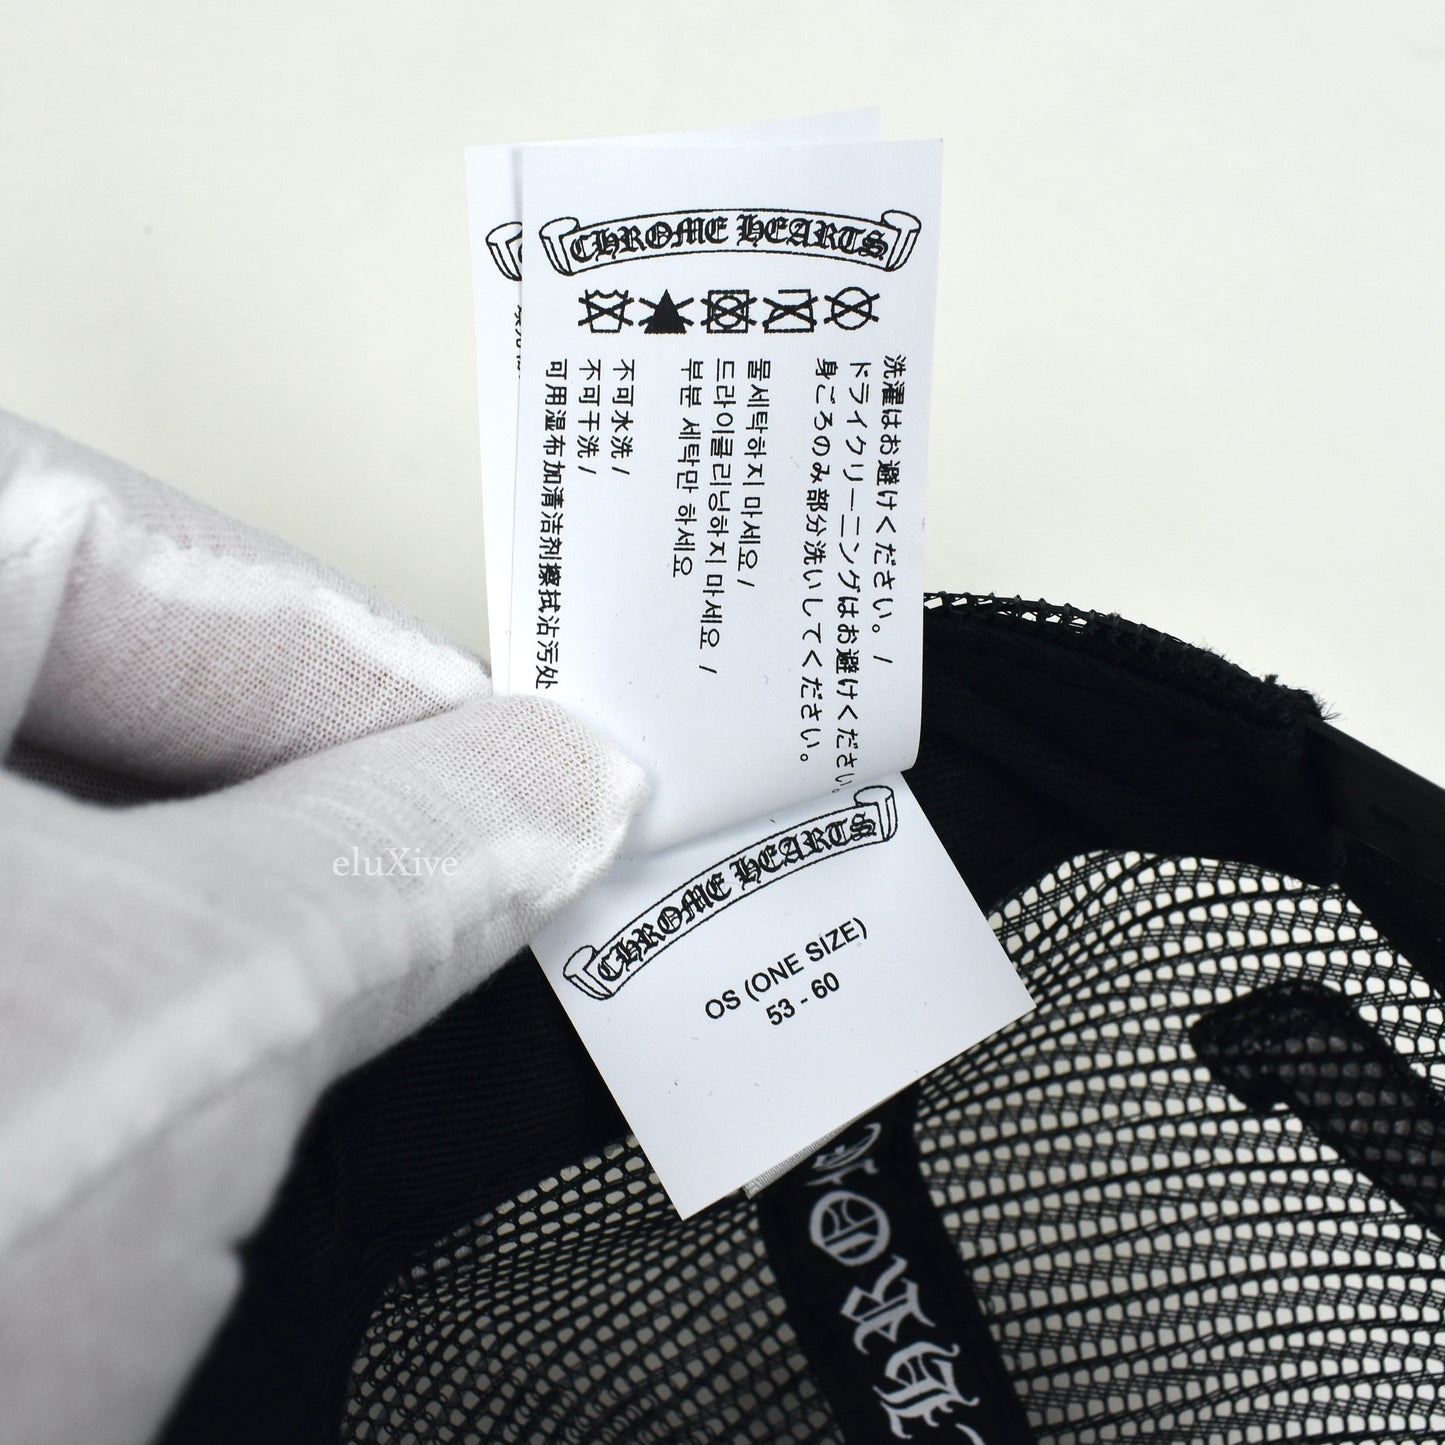 CHROME HEARTS
洗濯はお避けください。 /
ドライクリーニングはお避けください。
身ごろのみ部分洗いしてください。
물세탁하지 마세요 /
드라이클리닝하지 마세요 /
부분 세탁만 하세요
不可水洗 /
不可干洗 /
可用湿布加清洁剂擦拭沾污处
CHROME HEARTS
OS (ONE SIZE)
53 - 60
eluXive